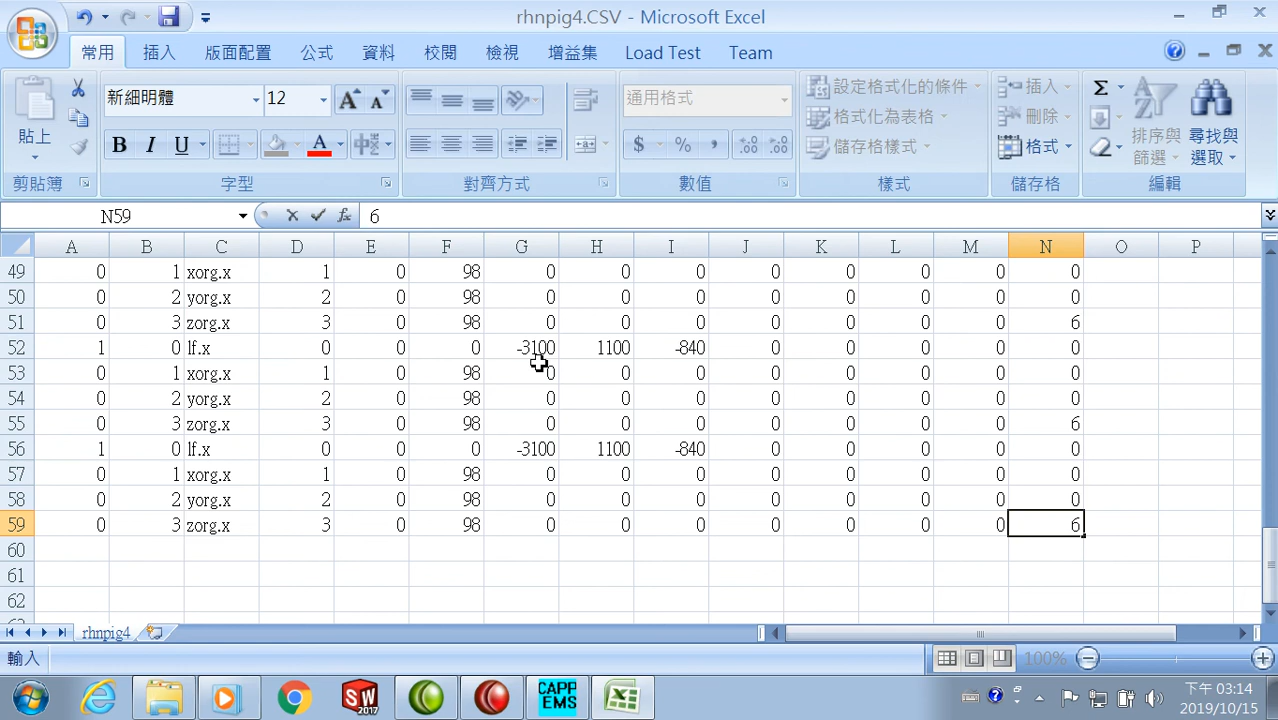 rhnpig4.CSV - Microsoft Excel
常用 插入 版面配置 公式 資料 校閱 檢視 增益集 Load Test Team
新細明體 12 通用格式 設定格式化的條件 插入 Σ
貼上 格式化為表格 刪除 排序與篩選 尋找與選取
B I U A 中文 $ % , 儲存格樣式 格式
剪貼簿 字型 對齊方式 數值 樣式 儲存格 編輯
N59 fx 6
A B C D E F G H I J K L M N O P
49 0 1 xorg.x 1 0 98 0 0 0 0 0 0 0 0
50 0 2 yorg.x 2 0 98 0 0 0 0 0 0 0 0
51 0 3 zorg.x 3 0 98 0 0 0 0 0 0 0 6
52 1 0 lf.x 0 0 0 -3100 1100 -840 0 0 0 0 0
53 0 1 xorg.x 1 0 98 0 0 0 0 0 0 0 0
54 0 2 yorg.x 2 0 98 0 0 0 0 0 0 0 0
55 0 3 zorg.x 3 0 98 0 0 0 0 0 0 0 6
56 1 0 lf.x 0 0 0 -3100 1100 -840 0 0 0 0 0
57 0 1 xorg.x 1 0 98 0 0 0 0 0 0 0 0
58 0 2 yorg.x 2 0 98 0 0 0 0 0 0 0 0
59 0 3 zorg.x 3 0 98 0 0 0 0 0 0 0 6
60
61
62
rhnpig4
輸入 100%
SW 2017 CAPP EMS 下午 03:14
2019/10/15